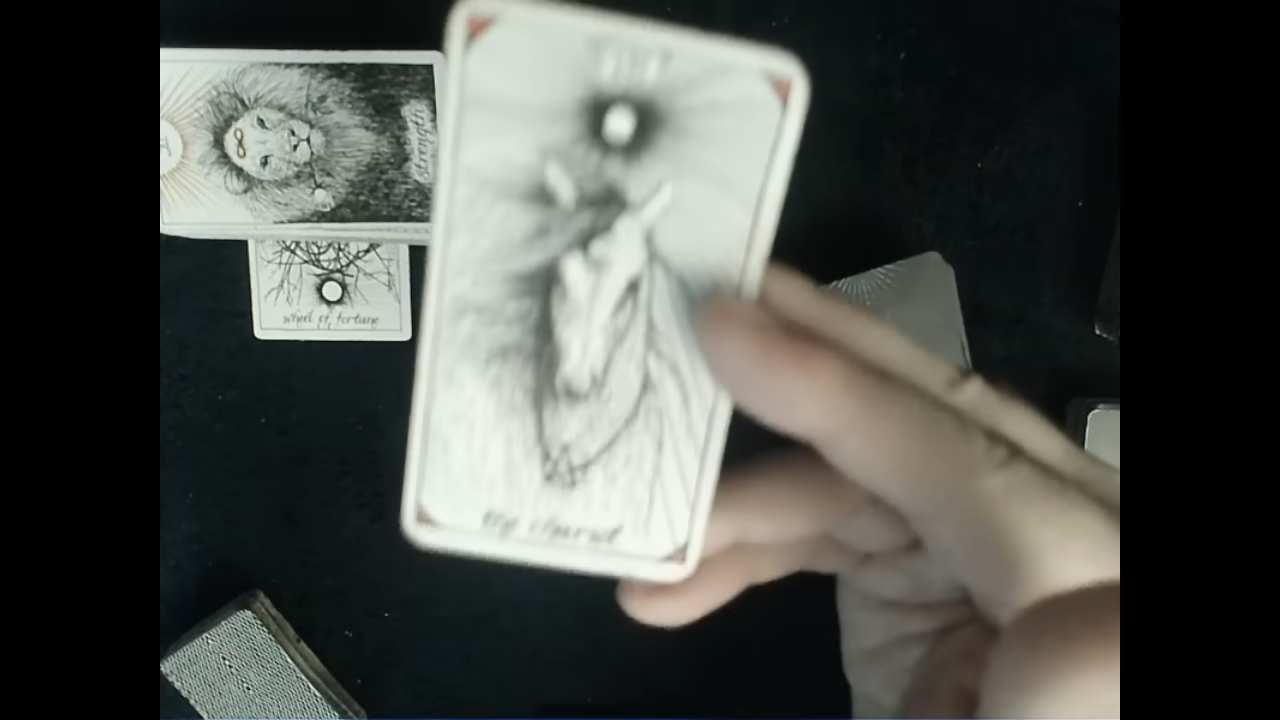 strength
wheel of fortune
the chariot